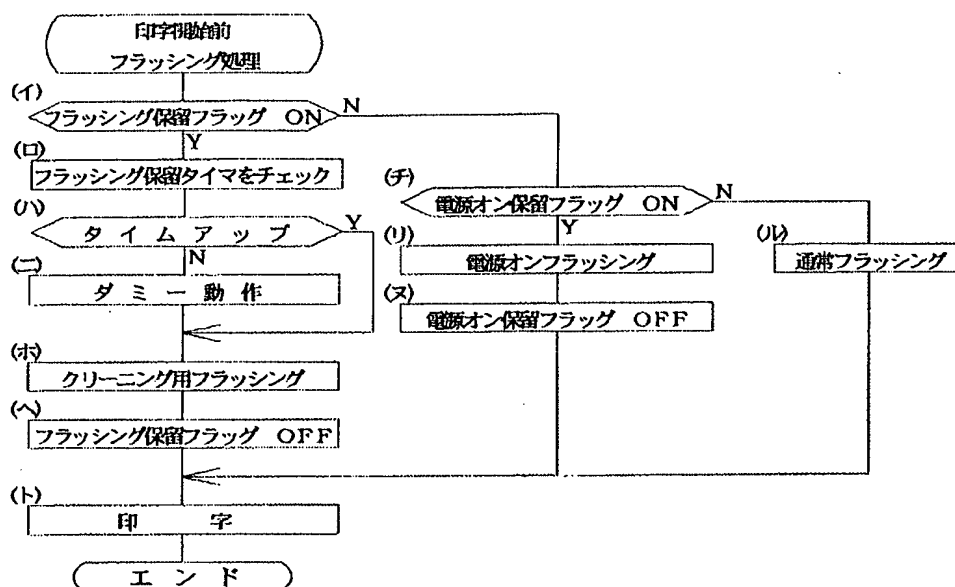 印字開始前
フラッシング処理
(イ)
フラッシング保留フラッグ ON
N
Y
(ロ)
フラッシング保留タイマをチェック
(ハ)
タイムアップ
Y
N
(ニ)
ダミー動作
(ホ)
クリーニング用フラッシング
(ヘ)
フラッシング保留フラッグ OFF
(ト)
印字
エンド
(チ)
電源オン保留フラッグ ON
N
Y
(リ)
電源オンフラッシング
(ヌ)
電源オン保留フラッグ OFF
(ル)
通常フラッシング